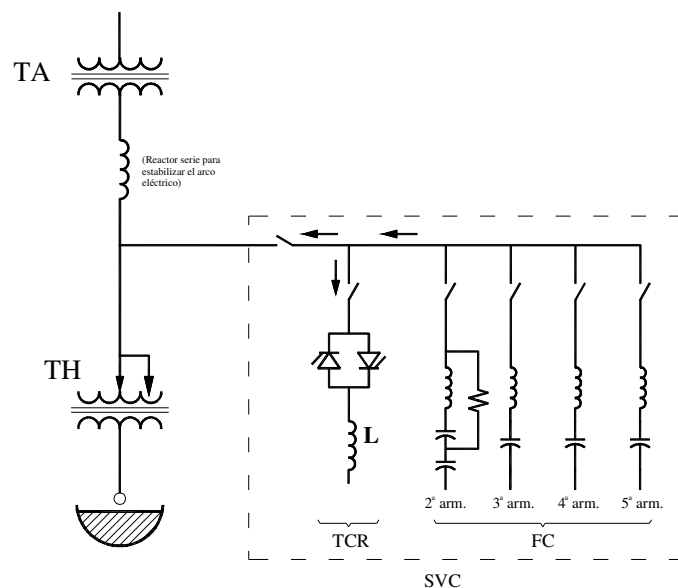 TA
(Reactor serie para
estabilizar el arco
eléctrico)
TH
L
2ª arm.
3ª arm.
4ª arm.
5ª arm.
TCR
FC
SVC